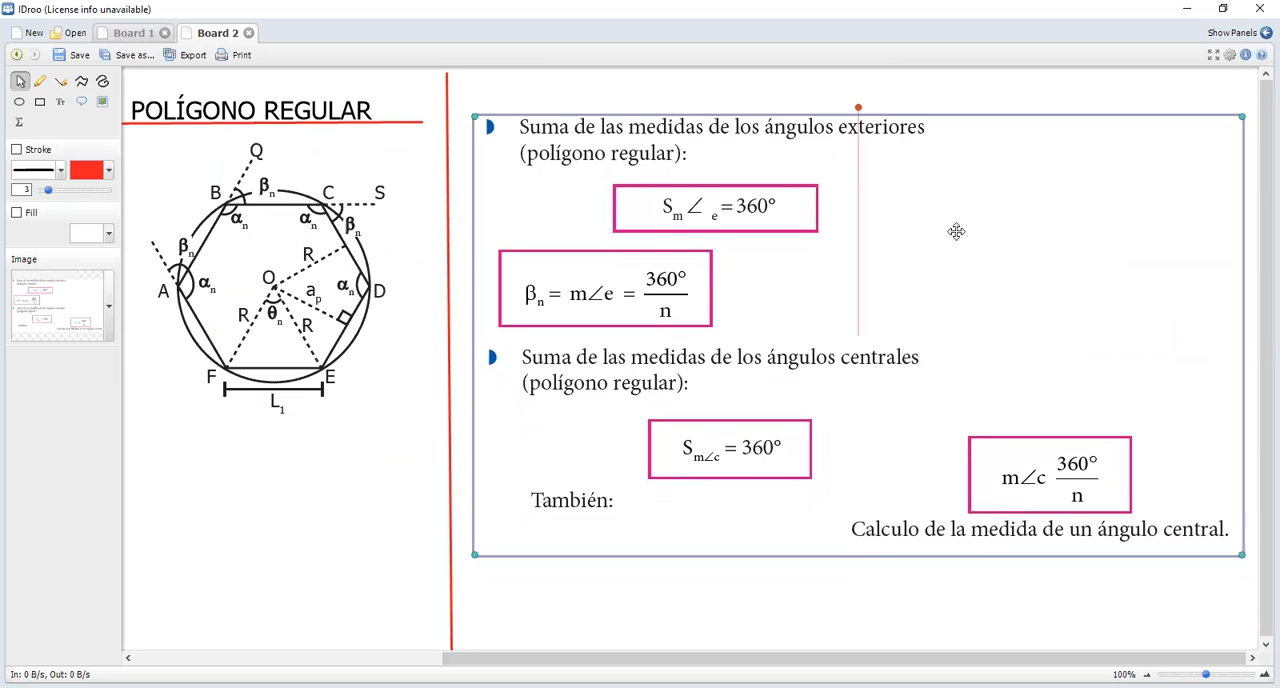 IDroo (License info unavailable)
New Open Board 1 Board 2 Show Panels
Save Save as... Export Print
Tr
Σ
Stroke
3
Fill
Image
POLÍGONO REGULAR
Q
B βn C S
αn αn βn
βn R
A αn O ap αn D
R θn R
F E
L1
Suma de las medidas de los ángulos exteriores
(polígono regular):
Sm∠e = 360°
βn = m∠e = 360°
n
Suma de las medidas de los ángulos centrales
(polígono regular):
Sm∠c = 360°
m∠c 360°
n
También:
Calculo de la medida de un ángulo central.
In: 0 B/s, Out: 0 B/s 100%